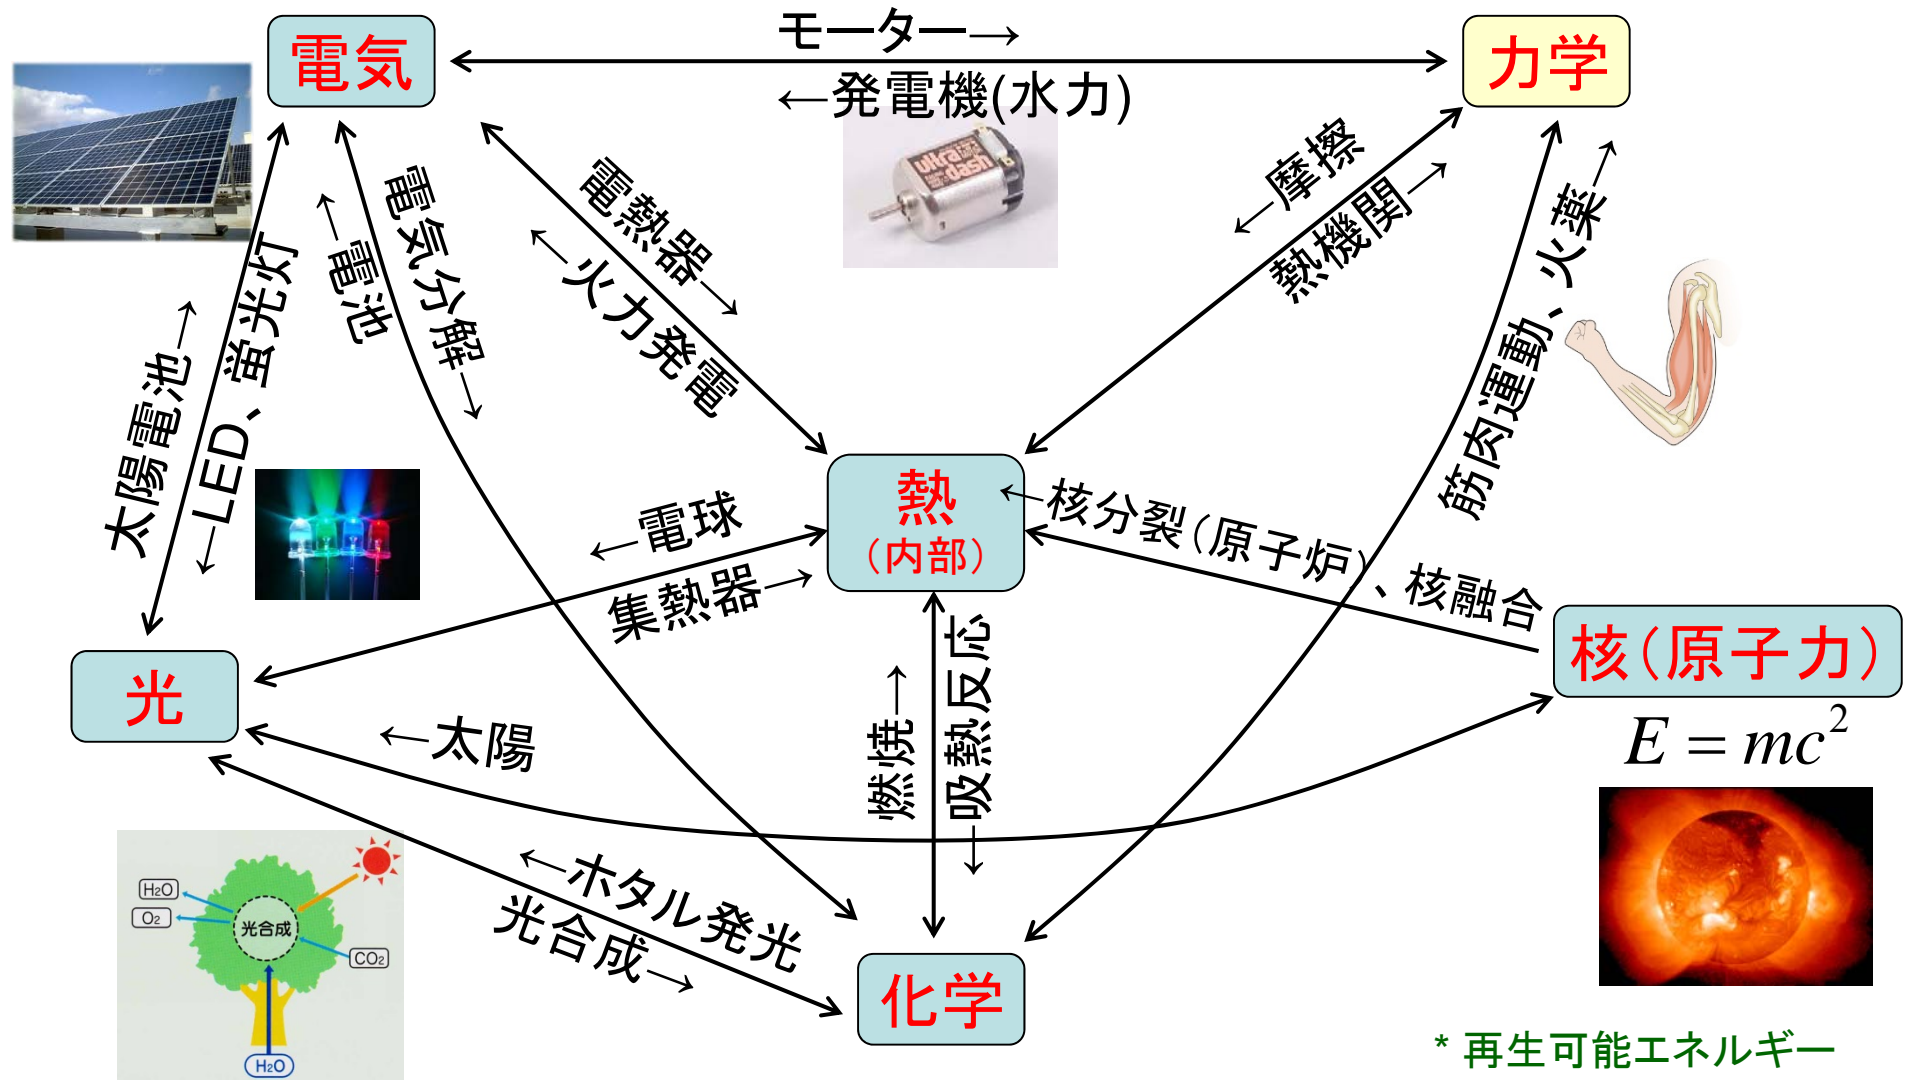 モーター→
電気
力学
←発電機(水力)
←摩擦
熱機関→
電熱器→
←火力発電
電気分解→
←電池
太陽電池→
←LED、蛍光灯
筋肉運動、火薬→
熱
(内部)
←核分裂(原子炉)、核融合
←電球
集熱器→
核(原子力)
E = mc²
光
←太陽
燃焼→
吸熱反応→
←ホタル発光
光合成→
H₂O
O₂
光合成
CO₂
H₂O
化学
* 再生可能エネルギー